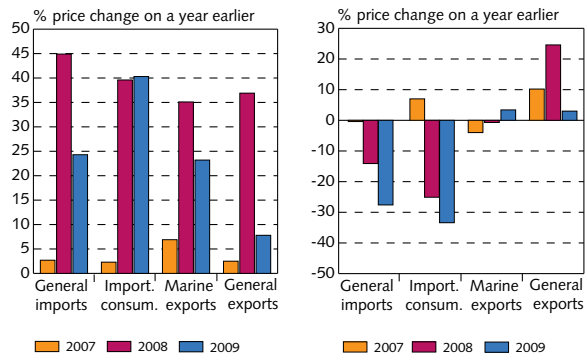 % price change on a year earlier
50
45
40
35
30
25
20
15
10
5
0
General imports
Import. consum.
Marine exports
General exports
2007 2008 2009
% price change on a year earlier
30
20
10
0
-10
-20
-30
-40
-50
General imports
Import. consum.
Marine exports
General exports
2007 2008 2009